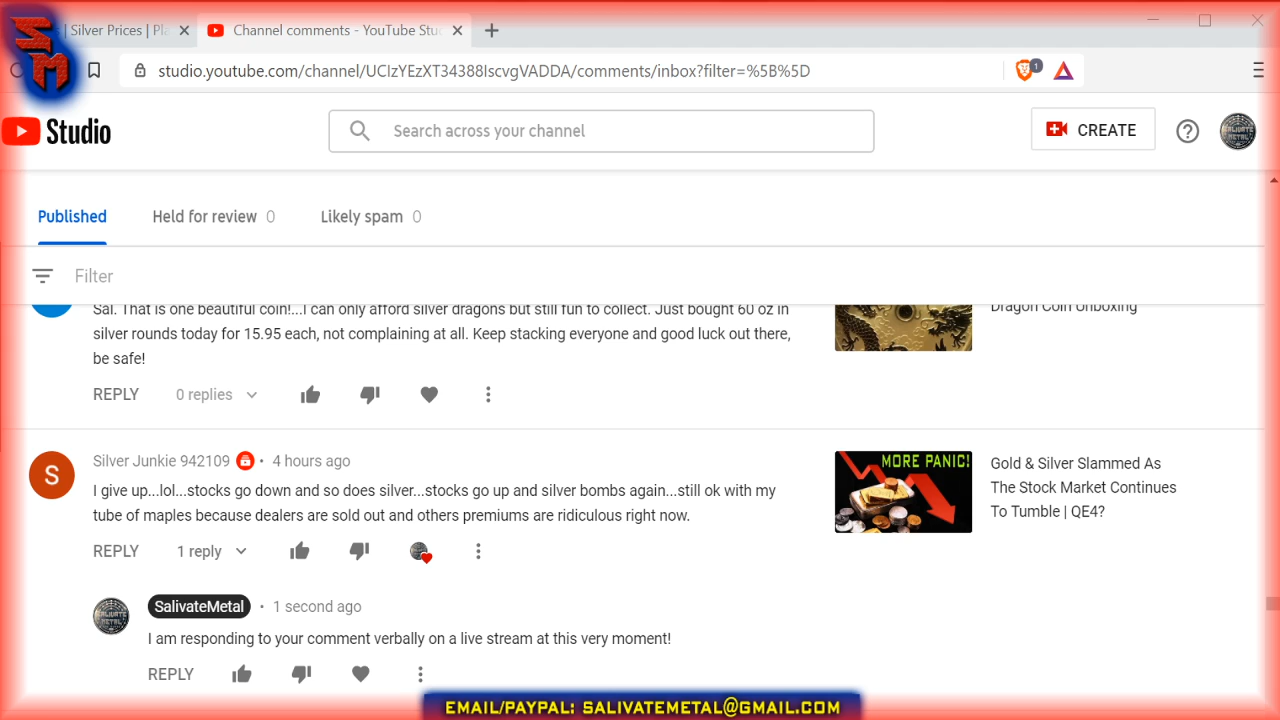 SM
| Silver Prices | Pla
Channel comments - YouTube Stud
studio.youtube.com/channel/UCIzYEzXT34388IscvgVADDA/comments/inbox?filter=%5B%5D
1
Studio
Search across your channel
CREATE
SALIVATE METAL
Published
Held for review 0
Likely spam 0
Filter
Sal. That is one beautiful coin!...I can only afford silver dragons but still fun to collect. Just bought 60 oz in
silver rounds today for 15.95 each, not complaining at all. Keep stacking everyone and good luck out there,
be safe!
Dragon Coin Unboxing
REPLY 0 replies
S
Silver Junkie 942109 • 4 hours ago
I give up...lol...stocks go down and so does silver...stocks go up and silver bombs again...still ok with my
tube of maples because dealers are sold out and others premiums are ridiculous right now.
MORE PANIC!
Gold & Silver Slammed As
The Stock Market Continues
To Tumble | QE4?
REPLY 1 reply
SALIVATE METAL
SalivateMetal • 1 second ago
I am responding to your comment verbally on a live stream at this very moment!
REPLY
EMAIL/PAYPAL: SALIVATEMETAL@GMAIL.COM